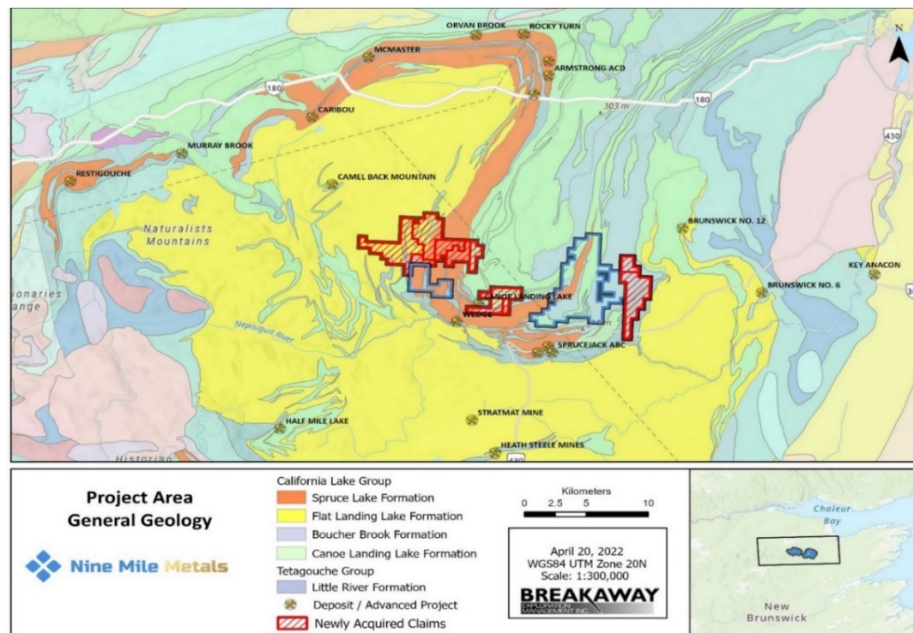 ORVAN BROOK
ROCKY TURN
N
MCMASTER
ARMSTRONG ACD
180
303 m
180
CARIBOU
430
MURRAY BROOK
RESTIGOUCHE
CAMEL BACK MOUNTAIN
Naturalists
Mountains
BRUNSWICK NO. 12
KEY ANACON
BRUNSWICK NO. 6
CANOE LANDING LAKE
Nepisiguit River
WEDGE
SPRUCEJACK ABC
STRATMAT MINE
HALF MILE LAKE
HEATH STEELE MINES
430
Historian
Project Area
General Geology
Nine Mile Metals
California Lake Group
Spruce Lake Formation
Flat Landing Lake Formation
Boucher Brook Formation
Canoe Landing Lake Formation
Tetagouche Group
Little River Formation
Deposit / Advanced Project
Newly Acquired Claims
Kilometers
0 2.5 5 10
April 20, 2022
WGS84 UTM Zone 20N
Scale: 1:300,000
BREAKAWAY
EXPLORATION
MANAGEMENT INC.
Chaleur
Bay
New
Brunswick